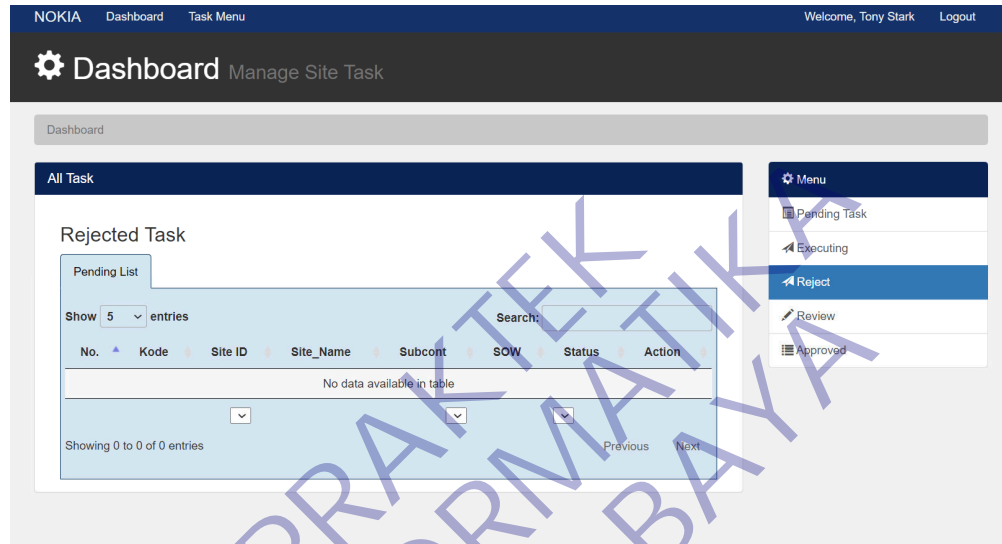 NOKIA Dashboard Task Menu Welcome, Tony Stark Logout
Dashboard Manage Site Task
Dashboard
All Task
Rejected Task
Pending List
Show 5 entries Search:
No. Kode Site ID Site_Name Subcont SOW Status Action
No data available in table
Showing 0 to 0 of 0 entries Previous Next
Menu
Pending Task
Executing
Reject
Review
Approved
PRAKTEK
ORMATIKA
BAYA